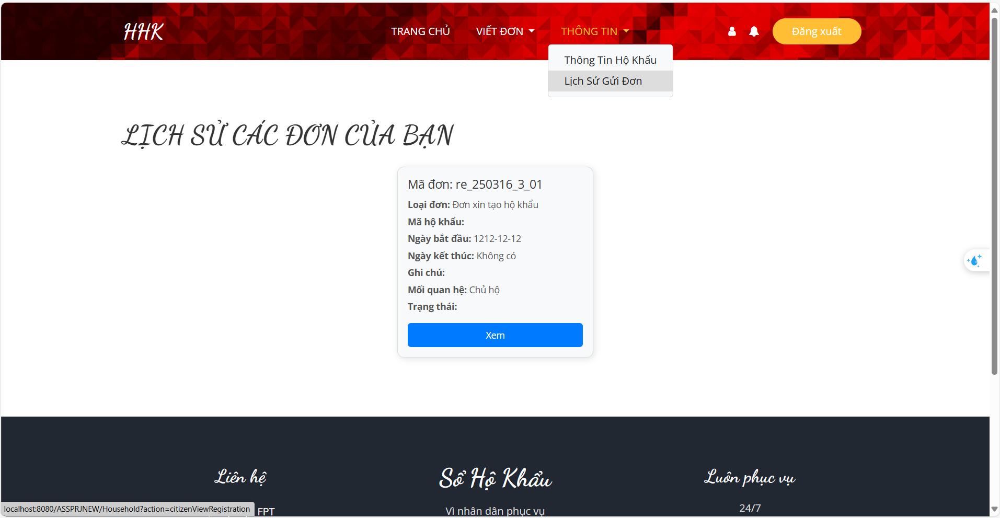 HHK
TRANG CHỦ
VIẾT ĐƠN
THÔNG TIN
Đăng xuất
Thông Tin Hộ Khẩu
Lịch Sử Gửi Đơn
LỊCH SỬ CÁC ĐƠN CỦA BẠN
Mã đơn: re_250316_3_01
Loại đơn: Đơn xin tạo hộ khẩu
Mã hộ khẩu:
Ngày bắt đầu: 1212-12-12
Ngày kết thúc: Không có
Ghi chú:
Mối quan hệ: Chủ hộ
Trạng thái:
Xem
Liên hệ
FPT
Sổ Hộ Khẩu
Vì nhân dân phục vụ
Luôn phục vụ
24/7
localhost:8080/ASSPRJNEW/Household?action=citizenViewRegistration